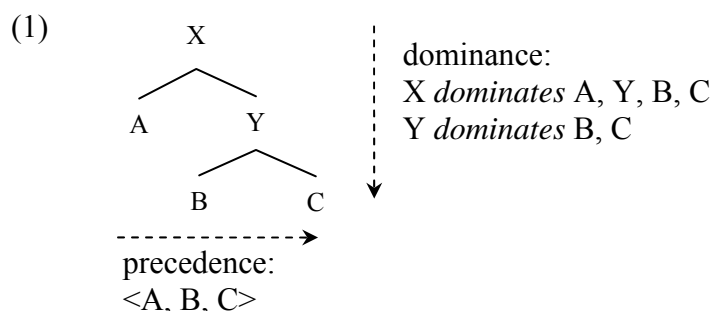 (1)
X
A Y
B C
dominance:
X dominates A, Y, B, C
Y dominates B, C
precedence:
<A, B, C>